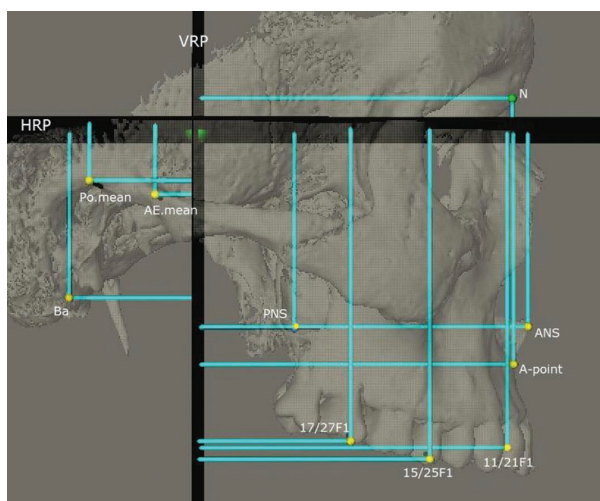 VRP
N
HRP
Po.mean
AE.mean
Ba
PNS
ANS
A-point
17/27F1
11/21F1
15/25F1